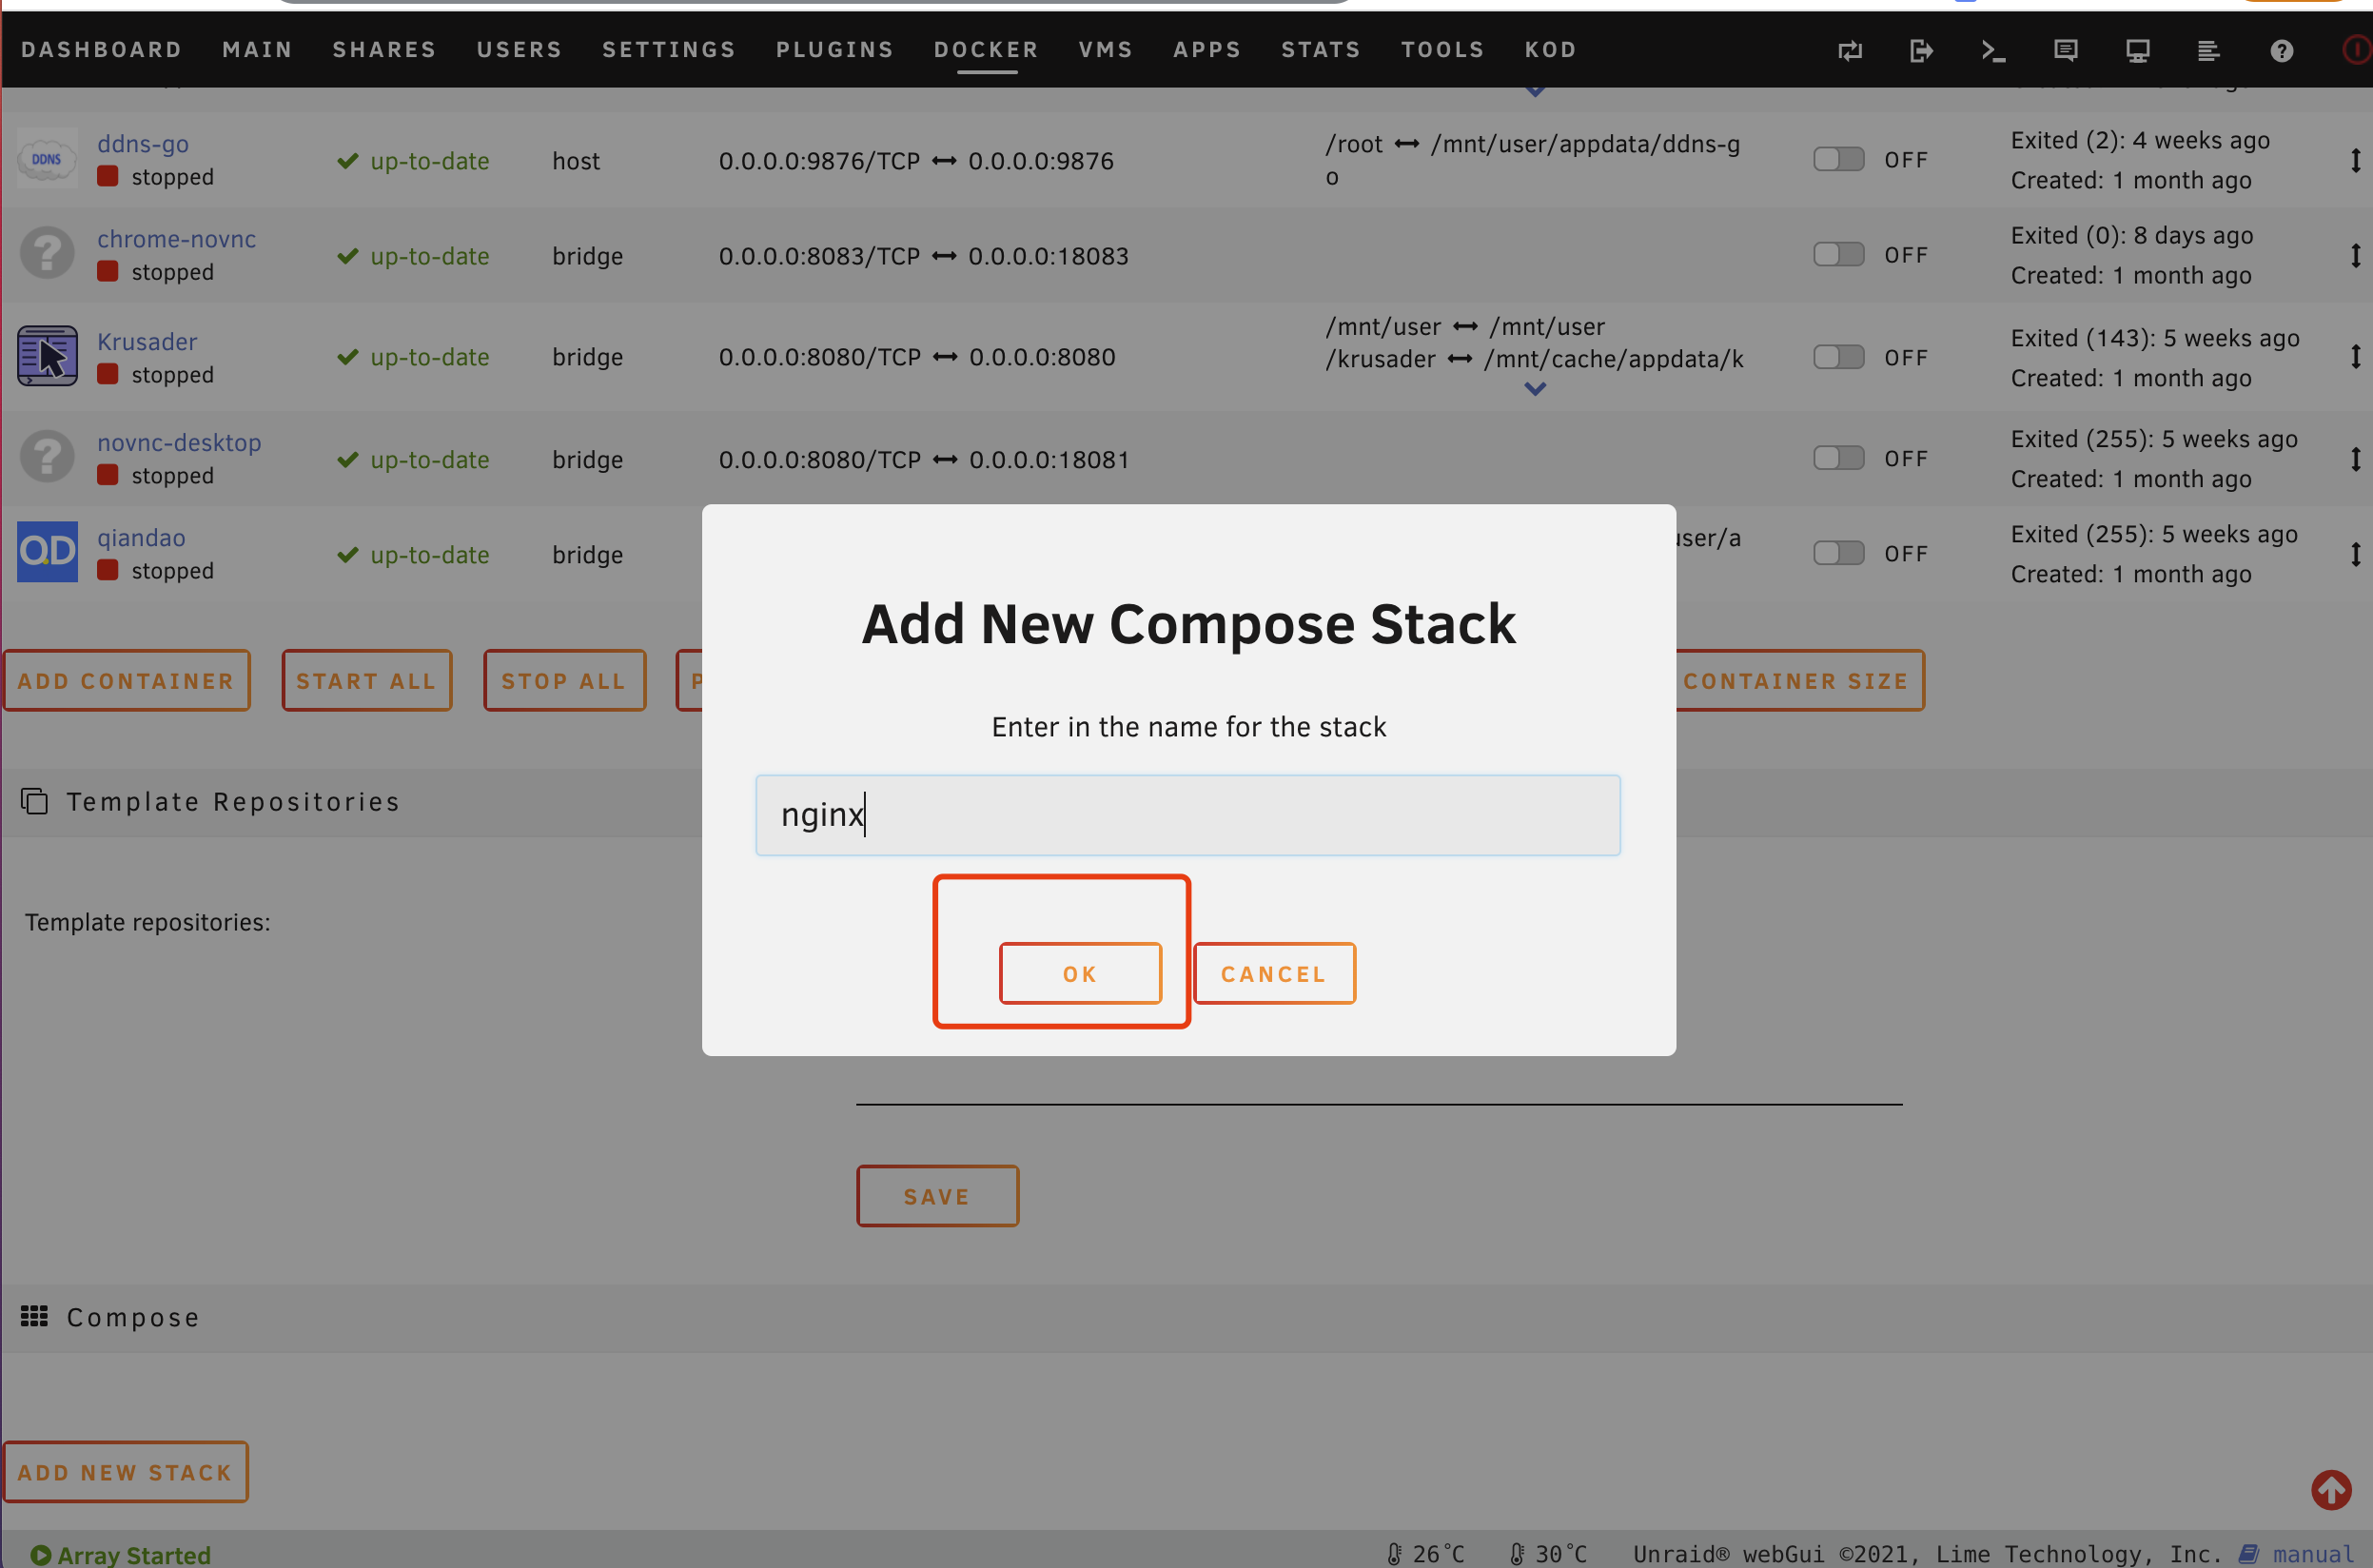 DASHBOARD MAIN SHARES USERS SETTINGS PLUGINS DOCKER VMS APPS STATS TOOLS KOD
DDNS
ddns-go
stopped
up-to-date
host
0.0.0.0:9876/TCP ↔ 0.0.0.0:9876
/root ↔ /mnt/user/appdata/ddns-g
o
OFF
Exited (2): 4 weeks ago
Created: 1 month ago
chrome-novnc
stopped
up-to-date
bridge
0.0.0.0:8083/TCP ↔ 0.0.0.0:18083
OFF
Exited (0): 8 days ago
Created: 1 month ago
Krusader
stopped
up-to-date
bridge
0.0.0.0:8080/TCP ↔ 0.0.0.0:8080
/mnt/user ↔ /mnt/user
/krusader ↔ /mnt/cache/appdata/k
OFF
Exited (143): 5 weeks ago
Created: 1 month ago
novnc-desktop
stopped
up-to-date
bridge
0.0.0.0:8080/TCP ↔ 0.0.0.0:18081
OFF
Exited (255): 5 weeks ago
Created: 1 month ago
QD
qiandao
stopped
up-to-date
bridge
user/a
OFF
Exited (255): 5 weeks ago
Created: 1 month ago
ADD CONTAINER START ALL STOP ALL CONTAINER SIZE
Add New Compose Stack
Enter in the name for the stack
nginx
OK CANCEL
Template Repositories
Template repositories:
SAVE
Compose
ADD NEW STACK
Array Started
26°C 30°C Unraid® webGui ©2021, Lime Technology, Inc. manual